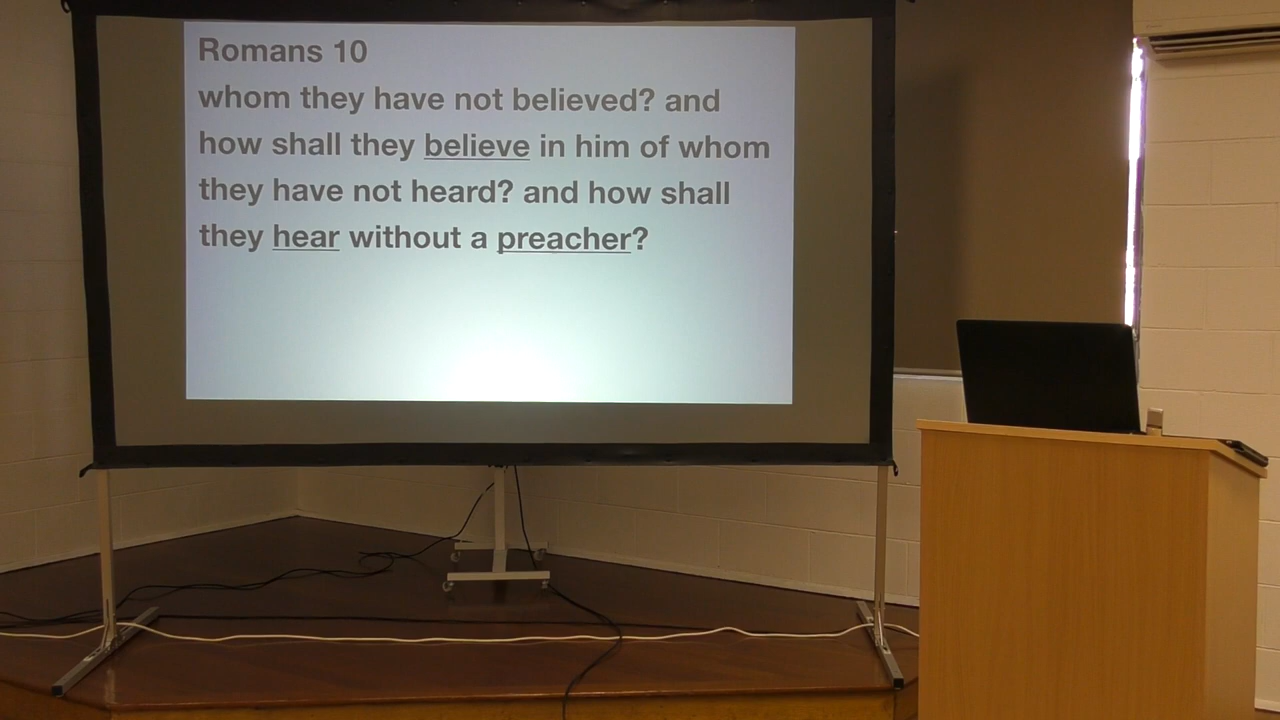 Romans 10
whom they have not believed? and
how shall they believe in him of whom
they have not heard? and how shall
they hear without a preacher?